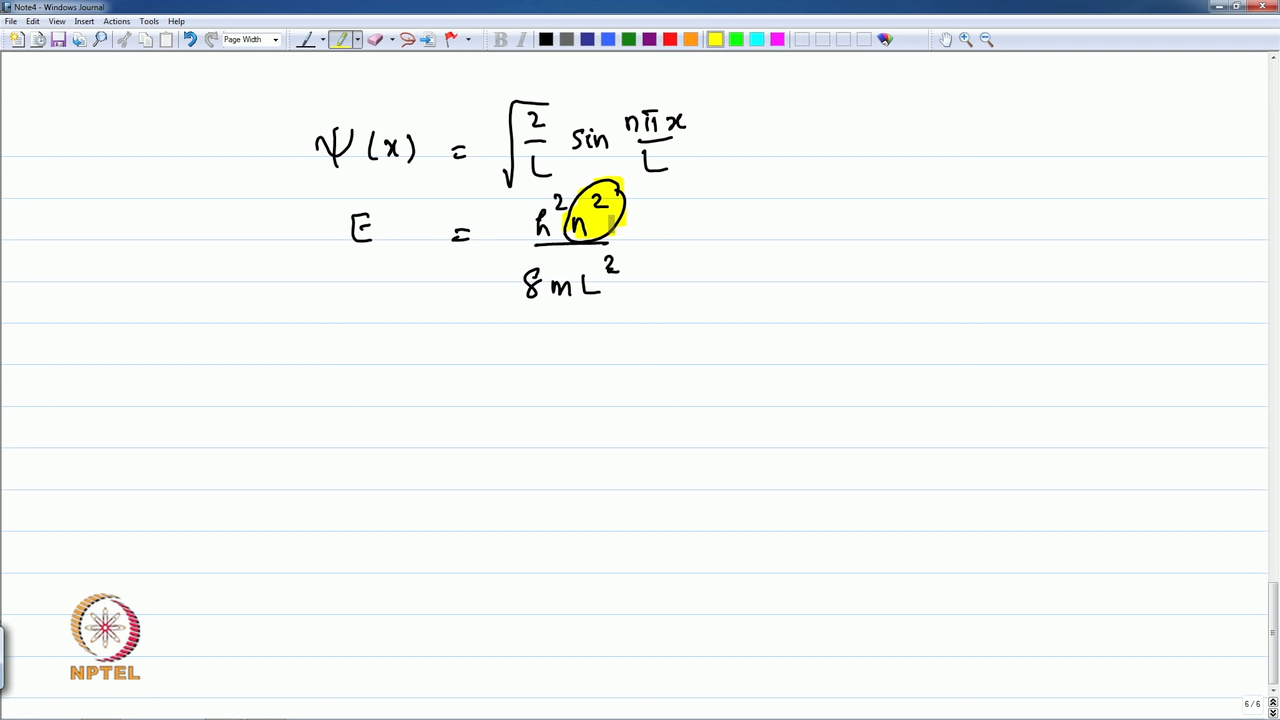 Note4 - Windows Journal
File Edit View Insert Actions Tools Help
Page Width
ψ(x) = √(2/L) sin nπx/L
E = h²n²/8mL²
NPTEL
6 / 6